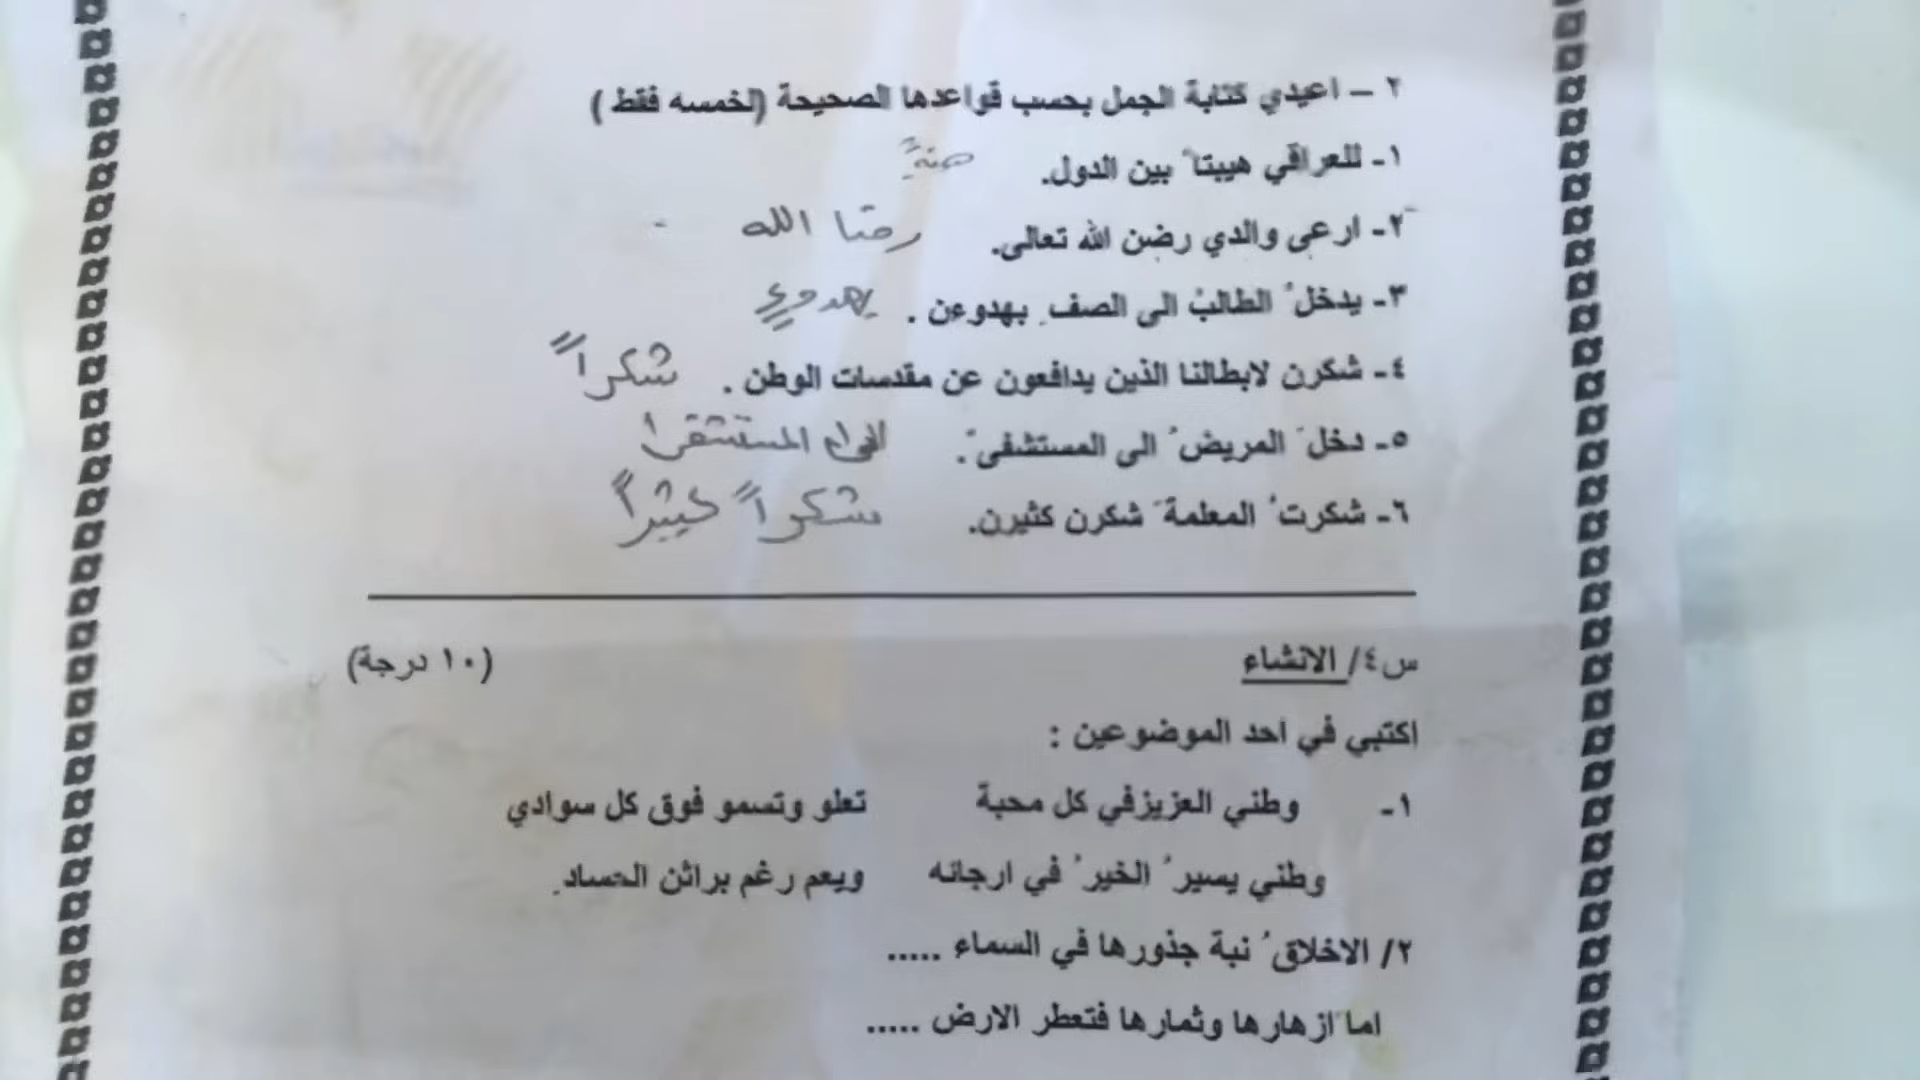 ٢ – اعيدي كتابة الجمل بحسب قواعدها الصحيحة (لخمسه فقط)
١- للعراقي هيبتاً بين الدول.
٢- ارعى والدي رضن الله تعالى. رضا الله
٣- يدخلُ الطالبُ الى الصفِ بهدوءن . بهدوءٍ
٤- شكرن لابطالنا الذين يدافعون عن مقدسات الوطن . شكراً
٥- دخلَ المريضُ الى المستشفىً. المستشفى
٦- شكرتُ المعلمةَ شكرن كثيرن. شكراً كثيراً
س٤/ الانشاء (١٠ درجة)
اكتبي في احد الموضوعين :
١- وطني العزيزفي كل محبة تعلو وتسمو فوق كل سوادي
وطني يسيرُ الخيرُ في ارجائه ويعم رغم براثن الحساد.
٢/ الاخلاقُ نبة جذورها في السماء .....
اما ازهارها وثمارها فتعطر الارض .....